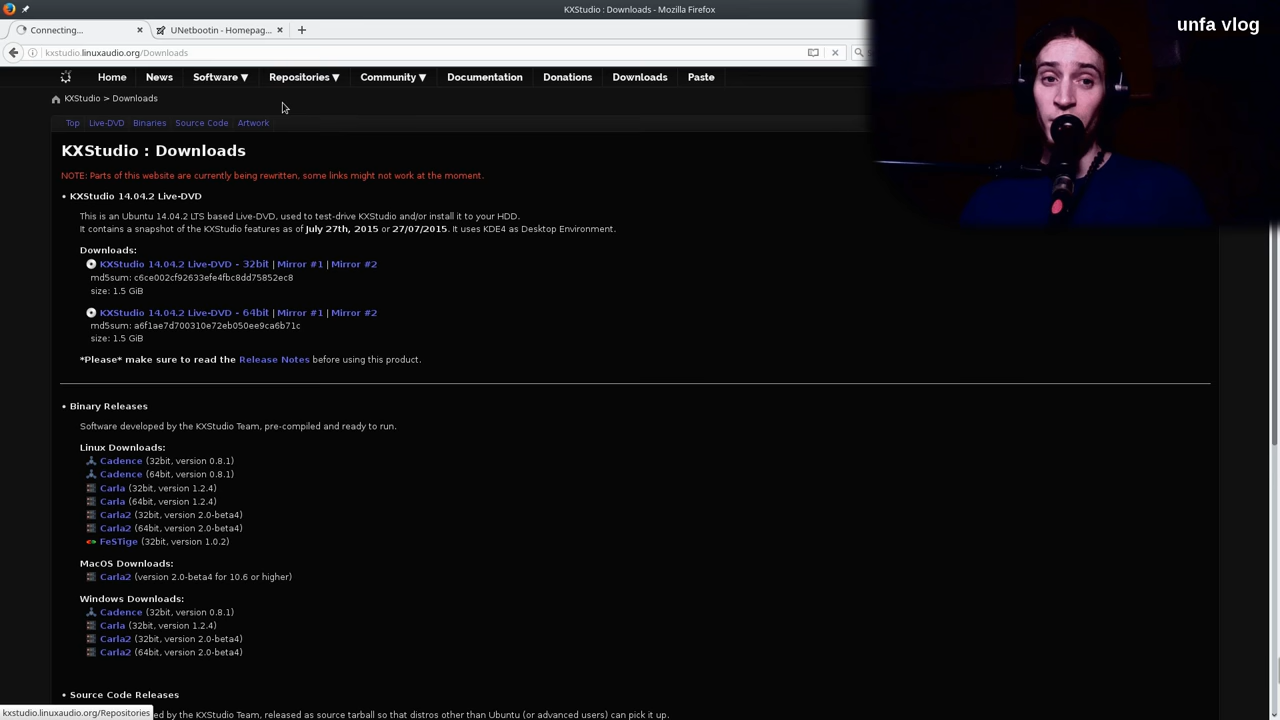 KXStudio : Downloads - Mozilla Firefox
unfa vlog
Connecting...
UNetbootin - Homepag...
kxstudio.linuxaudio.org/Downloads
Home News Software ▼ Repositories ▼ Community ▼ Documentation Donations Downloads Paste
KXStudio > Downloads
Top Live-DVD Binaries Source Code Artwork
KXStudio : Downloads
NOTE: Parts of this website are currently being rewritten, some links might not work at the moment.
• KXStudio 14.04.2 Live-DVD
This is an Ubuntu 14.04.2 LTS based Live-DVD, used to test-drive KXStudio and/or install it to your HDD.
It contains a snapshot of the KXStudio features as of July 27th, 2015 or 27/07/2015. It uses KDE4 as Desktop Environment.
Downloads:
KXStudio 14.04.2 Live-DVD - 32bit | Mirror #1 | Mirror #2
md5sum: c6ce002cf92633efe4fbc8dd75852ec8
size: 1.5 GiB
KXStudio 14.04.2 Live-DVD - 64bit | Mirror #1 | Mirror #2
md5sum: a6f1ae7d700310e72eb050ee9ca6b71c
size: 1.5 GiB
*Please* make sure to read the Release Notes before using this product.
• Binary Releases
Software developed by the KXStudio Team, pre-compiled and ready to run.
Linux Downloads:
Cadence (32bit, version 0.8.1)
Cadence (64bit, version 0.8.1)
Carla (32bit, version 1.2.4)
Carla (64bit, version 1.2.4)
Carla2 (32bit, version 2.0-beta4)
Carla2 (64bit, version 2.0-beta4)
FeSTige (32bit, version 1.0.2)
MacOS Downloads:
Carla2 (version 2.0-beta4 for 10.6 or higher)
Windows Downloads:
Cadence (32bit, version 0.8.1)
Carla (32bit, version 1.2.4)
Carla2 (32bit, version 2.0-beta4)
Carla2 (64bit, version 2.0-beta4)
• Source Code Releases
kxstudio.linuxaudio.org/Repositories
ed by the KXStudio Team, released as source tarball so that distros other than Ubuntu (or advanced users) can pick it up.